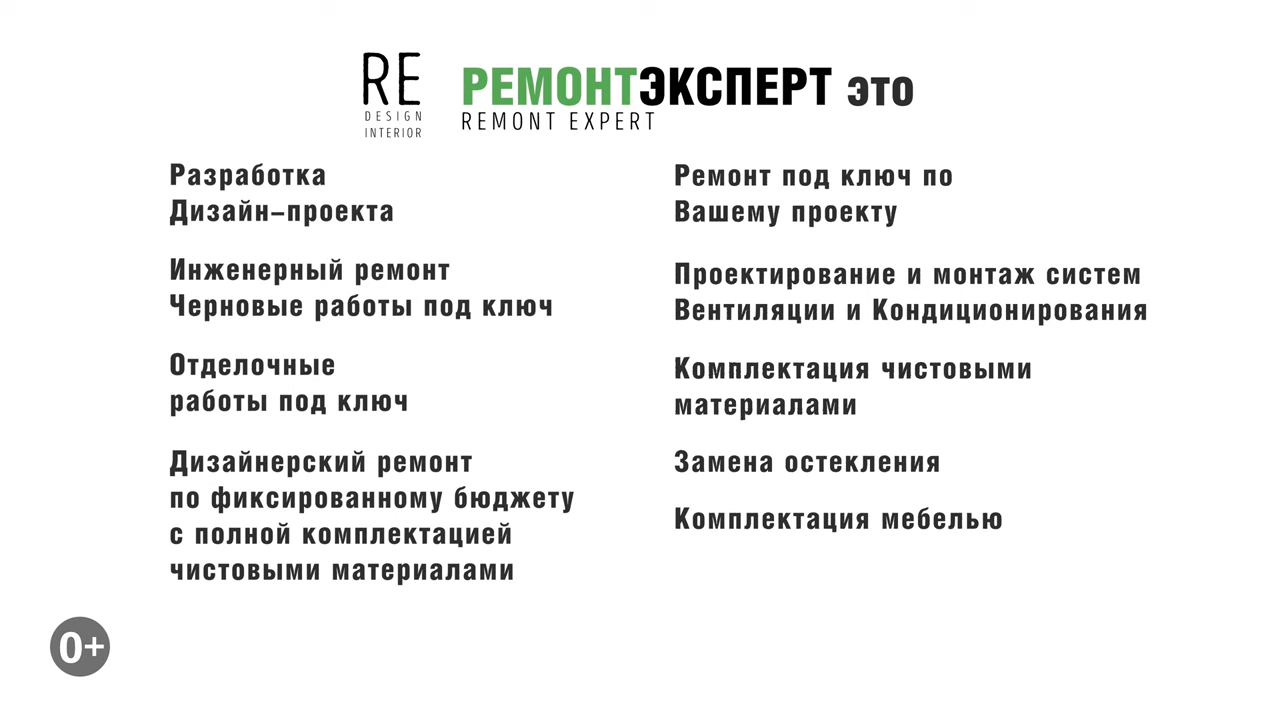 RE
DESIGN
INTERIOR
РЕМОНТЭКСПЕРТ это
REMONT EXPERT
Разработка
Дизайн–проекта
Инженерный ремонт
Черновые работы под ключ
Отделочные
работы под ключ
Дизайнерский ремонт
по фиксированному бюджету
с полной комплектацией
чистовыми материалами
Ремонт под ключ по
Вашему проекту
Проектирование и монтаж систем
Вентиляции и Кондиционирования
Комплектация чистовыми
материалами
Замена остекления
Комплектация мебелью
0+